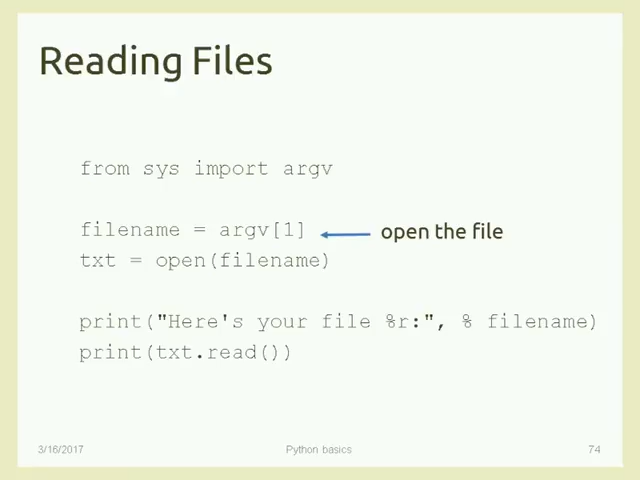 Reading Files
from sys import argv
filename = argv[1]
open the file
txt = open(filename)
print("Here's your file %r:", % filename)
print(txt.read())
3/16/2017
Python basics
74